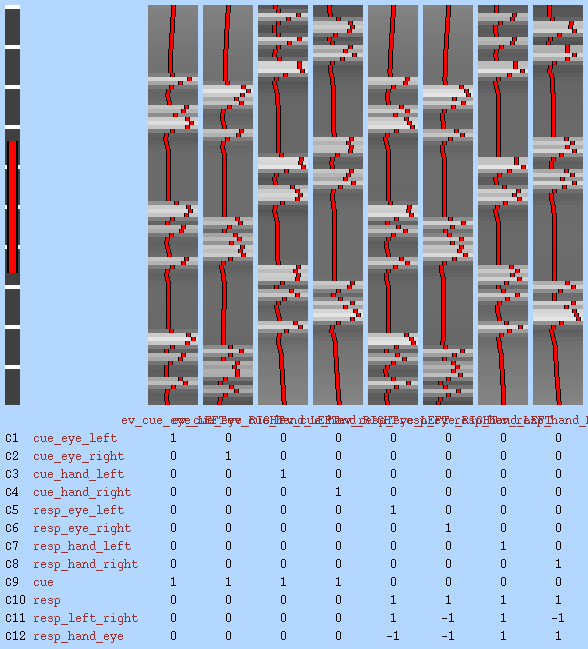 C1 cue_eye_left 1 0 0 0 0 0 0 0
C2 cue_eye_right 0 1 0 0 0 0 0 0
C3 cue_hand_left 0 0 1 0 0 0 0 0
C4 cue_hand_right 0 0 0 1 0 0 0 0
C5 resp_eye_left 0 0 0 0 1 0 0 0
C6 resp_eye_right 0 0 0 0 0 1 0 0
C7 resp_hand_left 0 0 0 0 0 0 1 0
C8 resp_hand_right 0 0 0 0 0 0 0 1
C9 cue 1 1 1 1 0 0 0 0
C10 resp 0 0 0 0 1 1 1 1
C11 resp_left_right 0 0 0 0 1 -1 1 -1
C12 resp_hand_eye 0 0 0 0 -1 -1 1 1